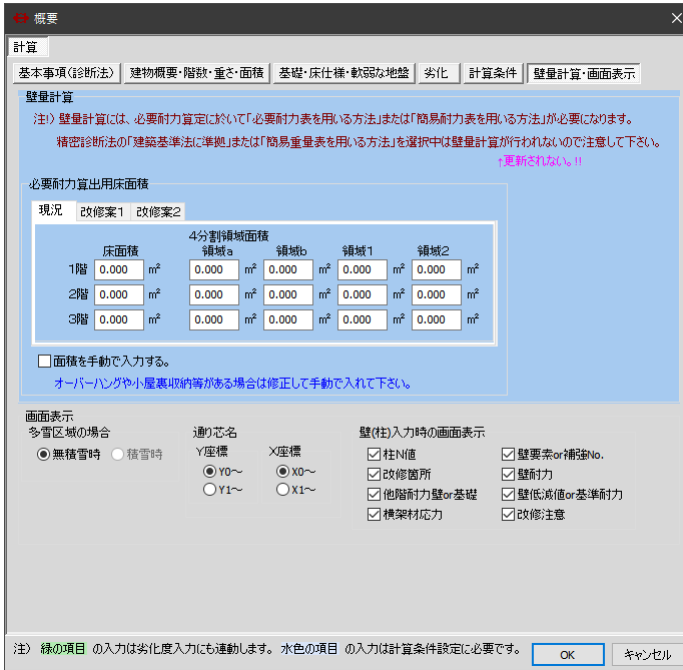 概要
計算
基本事項(診断法) 建物概要・階数・重さ・面積 基礎・床仕様・軟弱な地盤 劣化 計算条件 壁量計算・画面表示
壁量計算
注!) 壁量計算には、必要耐力算定に於いて「必要耐力表を用いる方法」または「簡易耐力表を用いる方法」が必要になります。
精密診断法の「建築基準法に準拠」または「簡易重量表を用いる方法」を選択中は壁量計算が行われないので注意して下さい。
↑更新されない。!!
必要耐力算出用床面積
現況 改修案1 改修案2
4分割領域面積
床面積 領域a 領域b 領域1 領域2
1階 0.000 m² 0.000 m² 0.000 m² 0.000 m² 0.000 m²
2階 0.000 m² 0.000 m² 0.000 m² 0.000 m² 0.000 m²
3階 0.000 m² 0.000 m² 0.000 m² 0.000 m² 0.000 m²
面積を手動で入力する。
オーバーハングや小屋裏収納等がある場合は修正して手動で入れて下さい。
画面表示
多雪区域の場合 通り芯名 壁(柱)入力時の画面表示
無積雪時 積雪時 Y座標 X座標
Y0～ X0～
Y1～ X1～
柱N値 壁要素or補強No.
改修箇所 壁耐力
他階耐力壁or基礎 壁低減値or基準耐力
横架材応力 改修注意
注) 緑の項目 の入力は劣化度入力にも連動します。 水色の項目 の入力は計算条件設定に必要です。 OK キャンセル